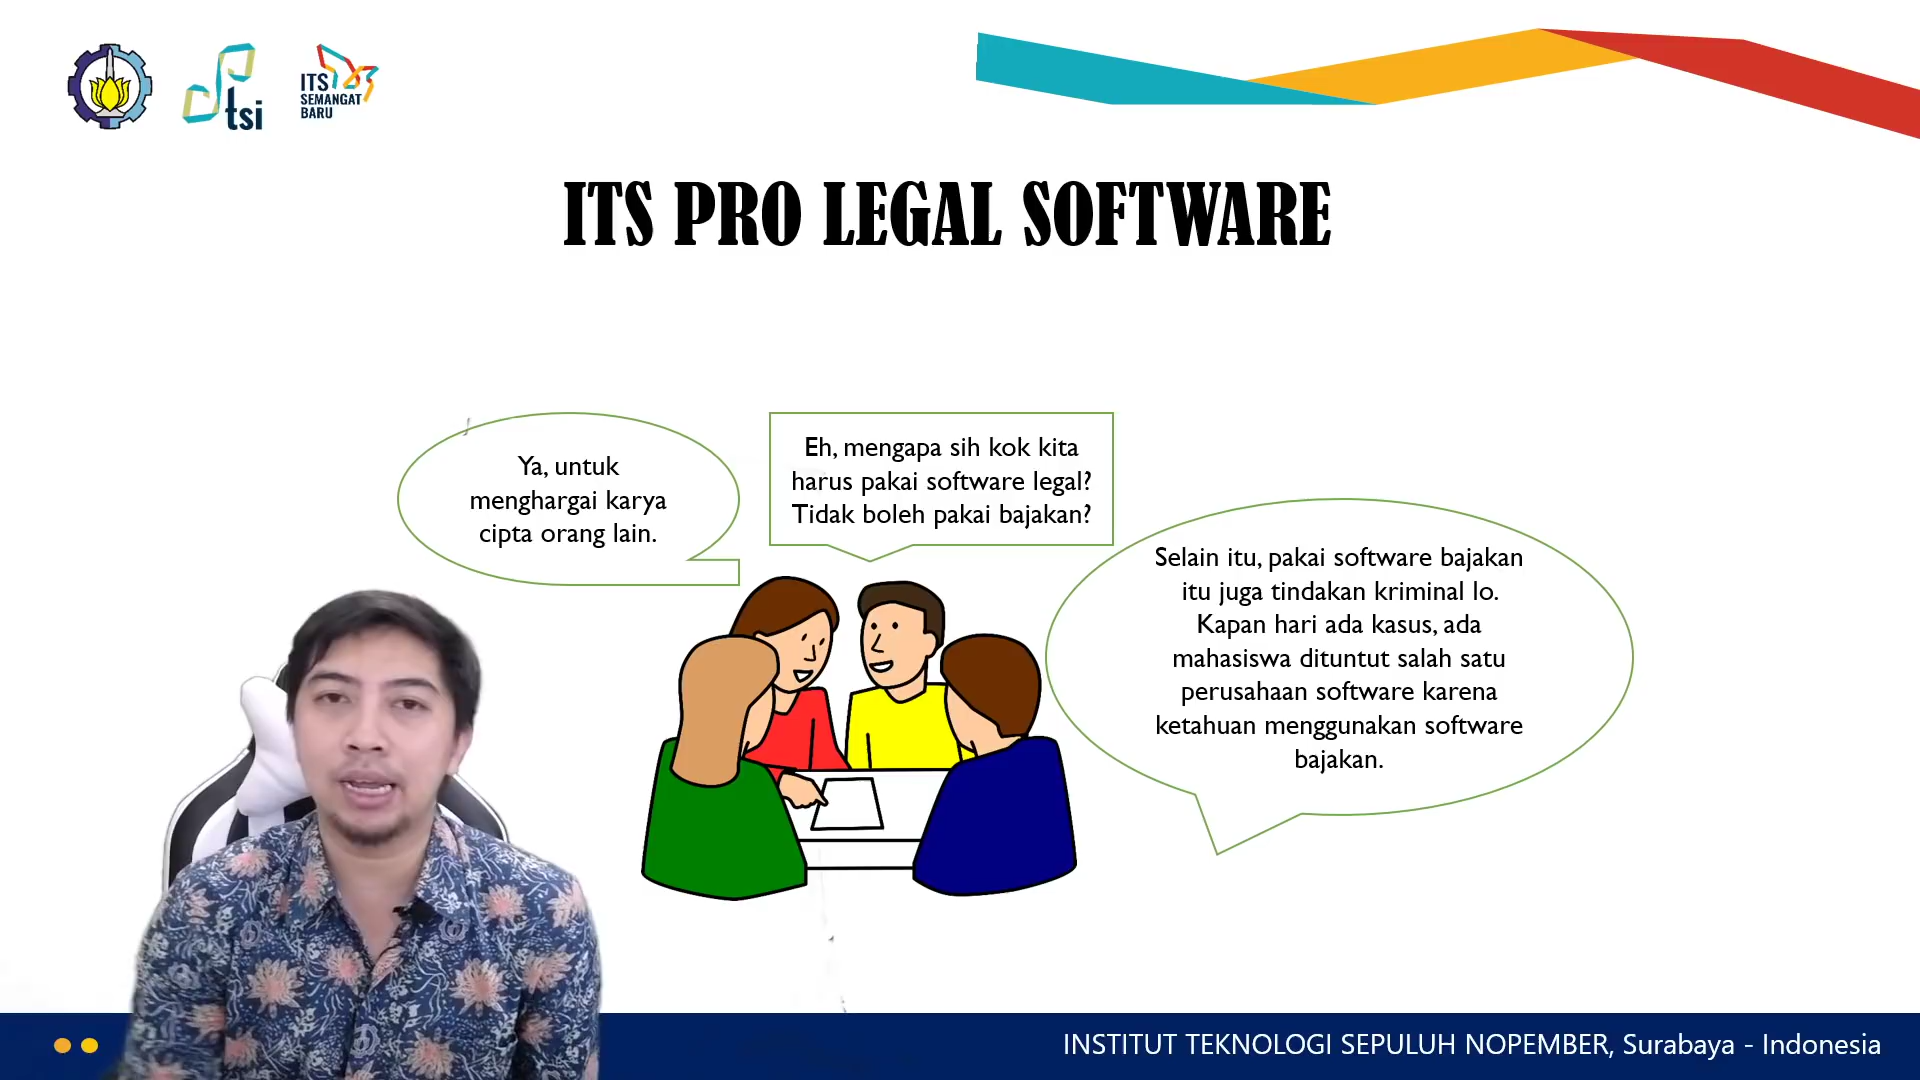 tsi
ITS
SEMANGAT
BARU
ITS PRO LEGAL SOFTWARE
Ya, untuk
menghargai karya
cipta orang lain.
Eh, mengapa sih kok kita
harus pakai software legal?
Tidak boleh pakai bajakan?
Selain itu, pakai software bajakan
itu juga tindakan kriminal lo.
Kapan hari ada kasus, ada
mahasiswa dituntut salah satu
perusahaan software karena
ketahuan menggunakan software
bajakan.
INSTITUT TEKNOLOGI SEPULUH NOPEMBER, Surabaya - Indonesia